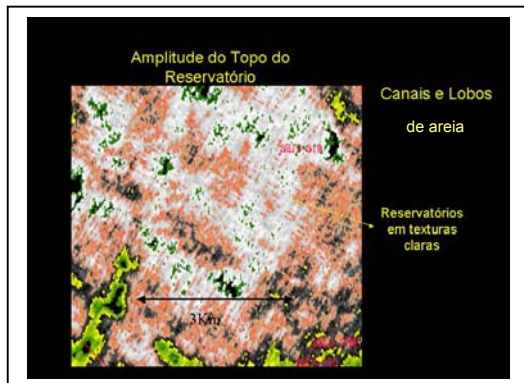 Amplitude do Topo do
Reservatório
Canais e Lobos
de areia
Reservatórios
em texturas
claras
3Km